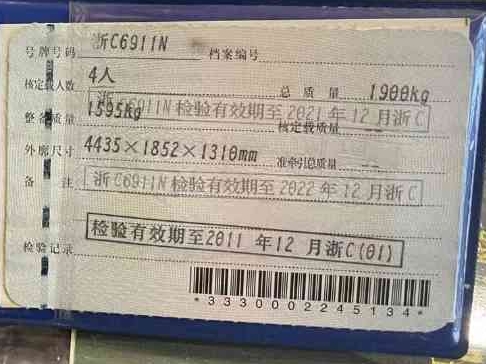 号牌号码 浙C6911N 档案编号
核定载人数 4人 总质量 1900kg
浙C6911N检验有效期至2021年12月浙C
整备质量 1595kg 核定载质量 --
外廓尺寸 4435×1852×1310mm 准牵引总质量 --
备注 浙C6911N检验有效期至2022年12月浙C
检验有效期至2011 年12 月浙C(01)
检验记录
*3330002245134*